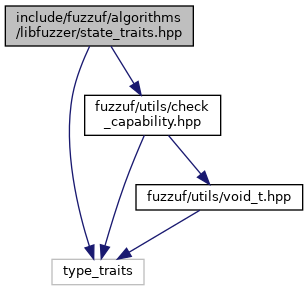 include/fuzzuf/algorithms
/libfuzzer/state_traits.hpp
fuzzuf/utils/check
_capability.hpp
fuzzuf/utils/void_t.hpp
type_traits